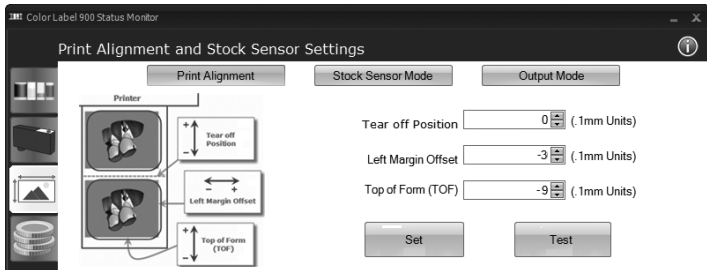 Color Label 900 Status Monitor
Print Alignment and Stock Sensor Settings
Print Alignment
Stock Sensor Mode
Output Mode
Printer
+
Tear off
Position
−
− +
Left Margin Offset
+
Top of Form
(TOF)
−
Tear off Position 0 (.1mm Units)
Left Margin Offset -3 (.1mm Units)
Top of Form (TOF) -9 (.1mm Units)
Set
Test